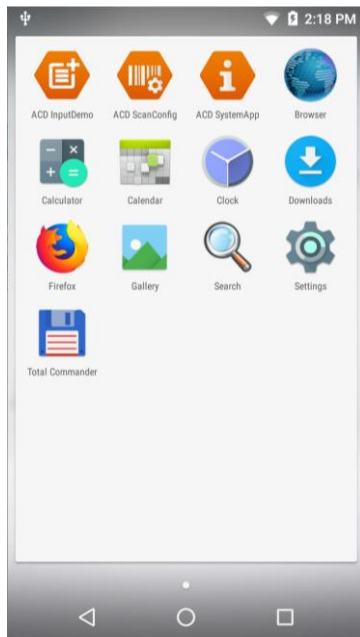 2:18 PM
ACD InputDemo ACD ScanConfig ACD SystemApp Browser
Calculator Calendar Clock Downloads
Firefox Gallery Search Settings
Total Commander